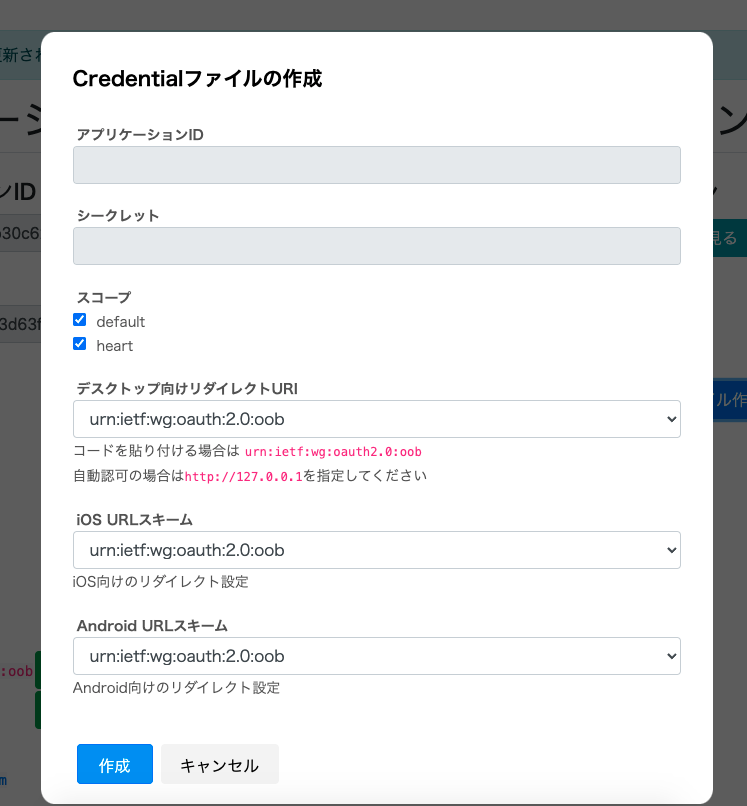 Credentialファイルの作成
アプリケーションID
シークレット
スコープ
default
heart
デスクトップ向けリダイレクトURI
urn:ietf:wg:oauth:2.0:oob
コードを貼り付ける場合は urn:ietf:wg:oauth2.0:oob
自動認可の場合はhttp://127.0.0.1を指定してください
iOS URLスキーム
urn:ietf:wg:oauth:2.0:oob
iOS向けのリダイレクト設定
Android URLスキーム
urn:ietf:wg:oauth:2.0:oob
Android向けのリダイレクト設定
作成 キャンセル
ンID
見る
:oob